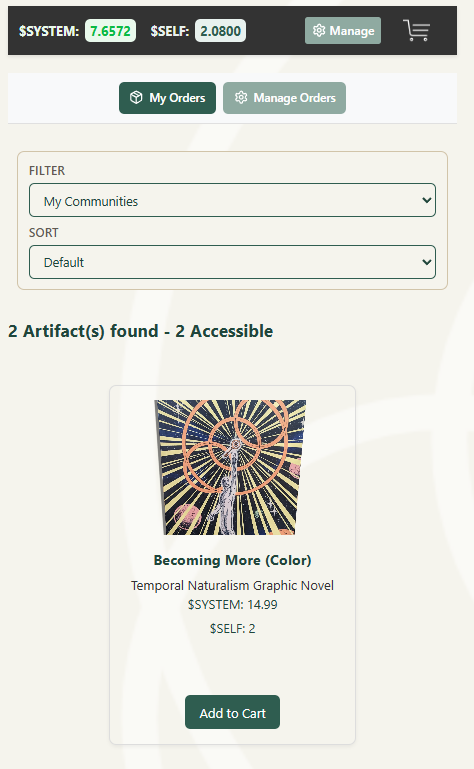 $SYSTEM: 7.6572 $SELF: 2.0800 Manage
My Orders Manage Orders
FILTER
My Communities
SORT
Default
2 Artifact(s) found - 2 Accessible
Becoming More (Color)
Temporal Naturalism Graphic Novel
$SYSTEM: 14.99
$SELF: 2
Add to Cart